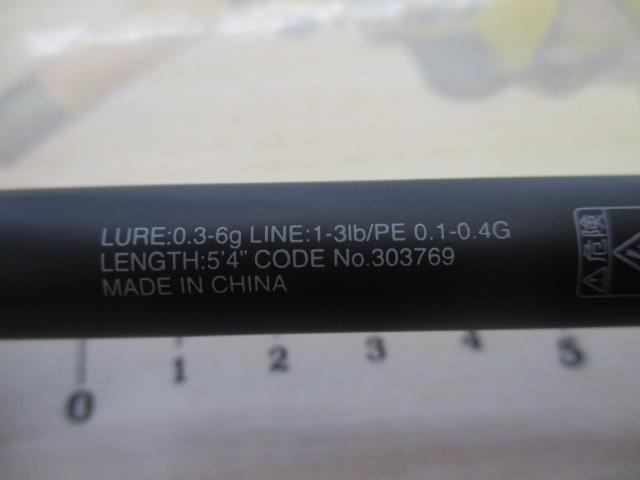 LURE:0.3-6g LINE:1-3lb/PE 0.1-0.4G
LENGTH:5'4" CODE No.303769
MADE IN CHINA
危険
0 1 2 3 4 5